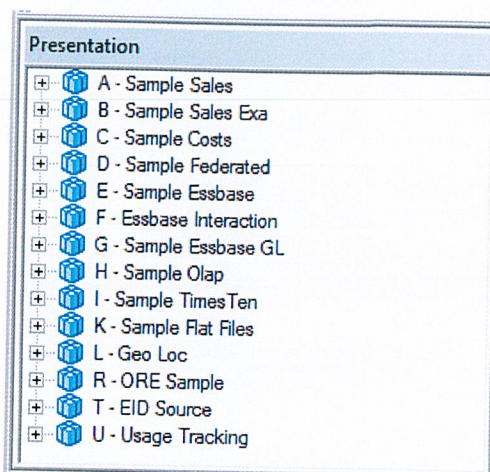 Presentation
A - Sample Sales
B - Sample Sales Exa
C - Sample Costs
D - Sample Federated
E - Sample Essbase
F - Essbase Interaction
G - Sample Essbase GL
H - Sample Olap
I - Sample TimesTen
K - Sample Flat Files
L - Geo Loc
R - ORE Sample
T - EID Source
U - Usage Tracking